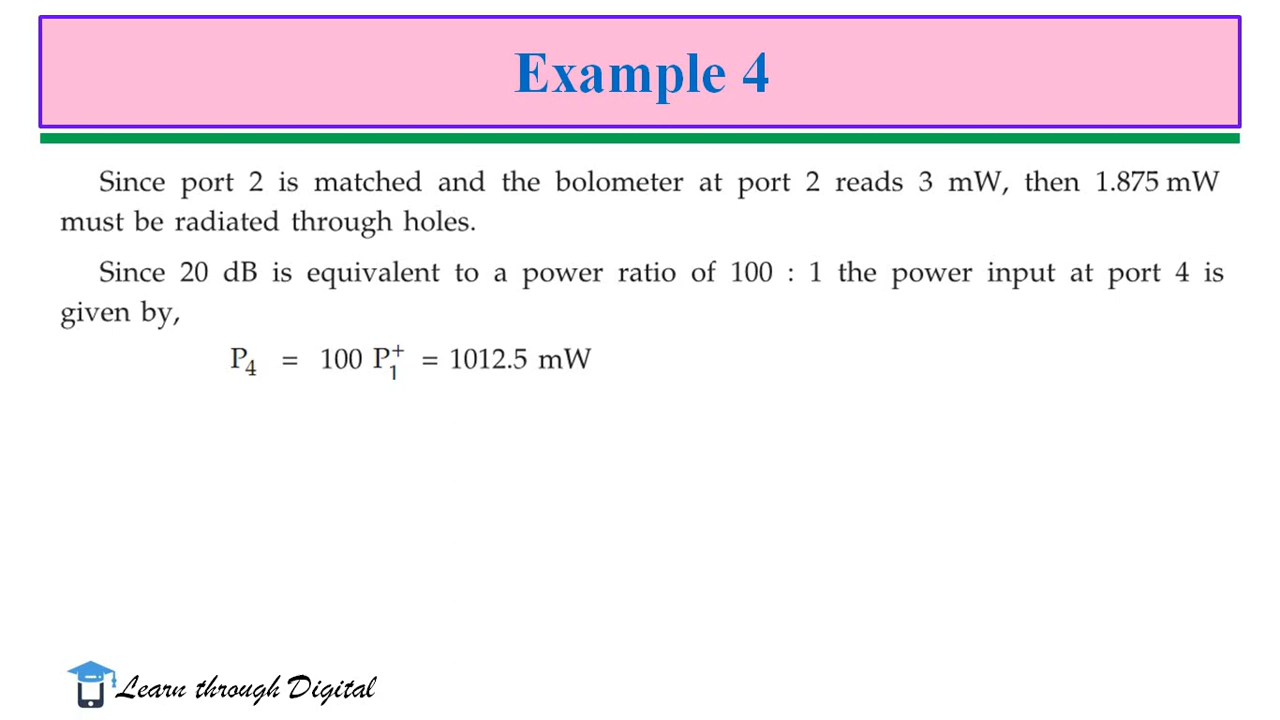 Example 4
Since port 2 is matched and the bolometer at port 2 reads 3 mW, then 1.875 mW
must be radiated through holes.
Since 20 dB is equivalent to a power ratio of 100 : 1 the power input at port 4 is
given by,
P₄ = 100 P₁⁺ = 1012.5 mW
Learn through Digital